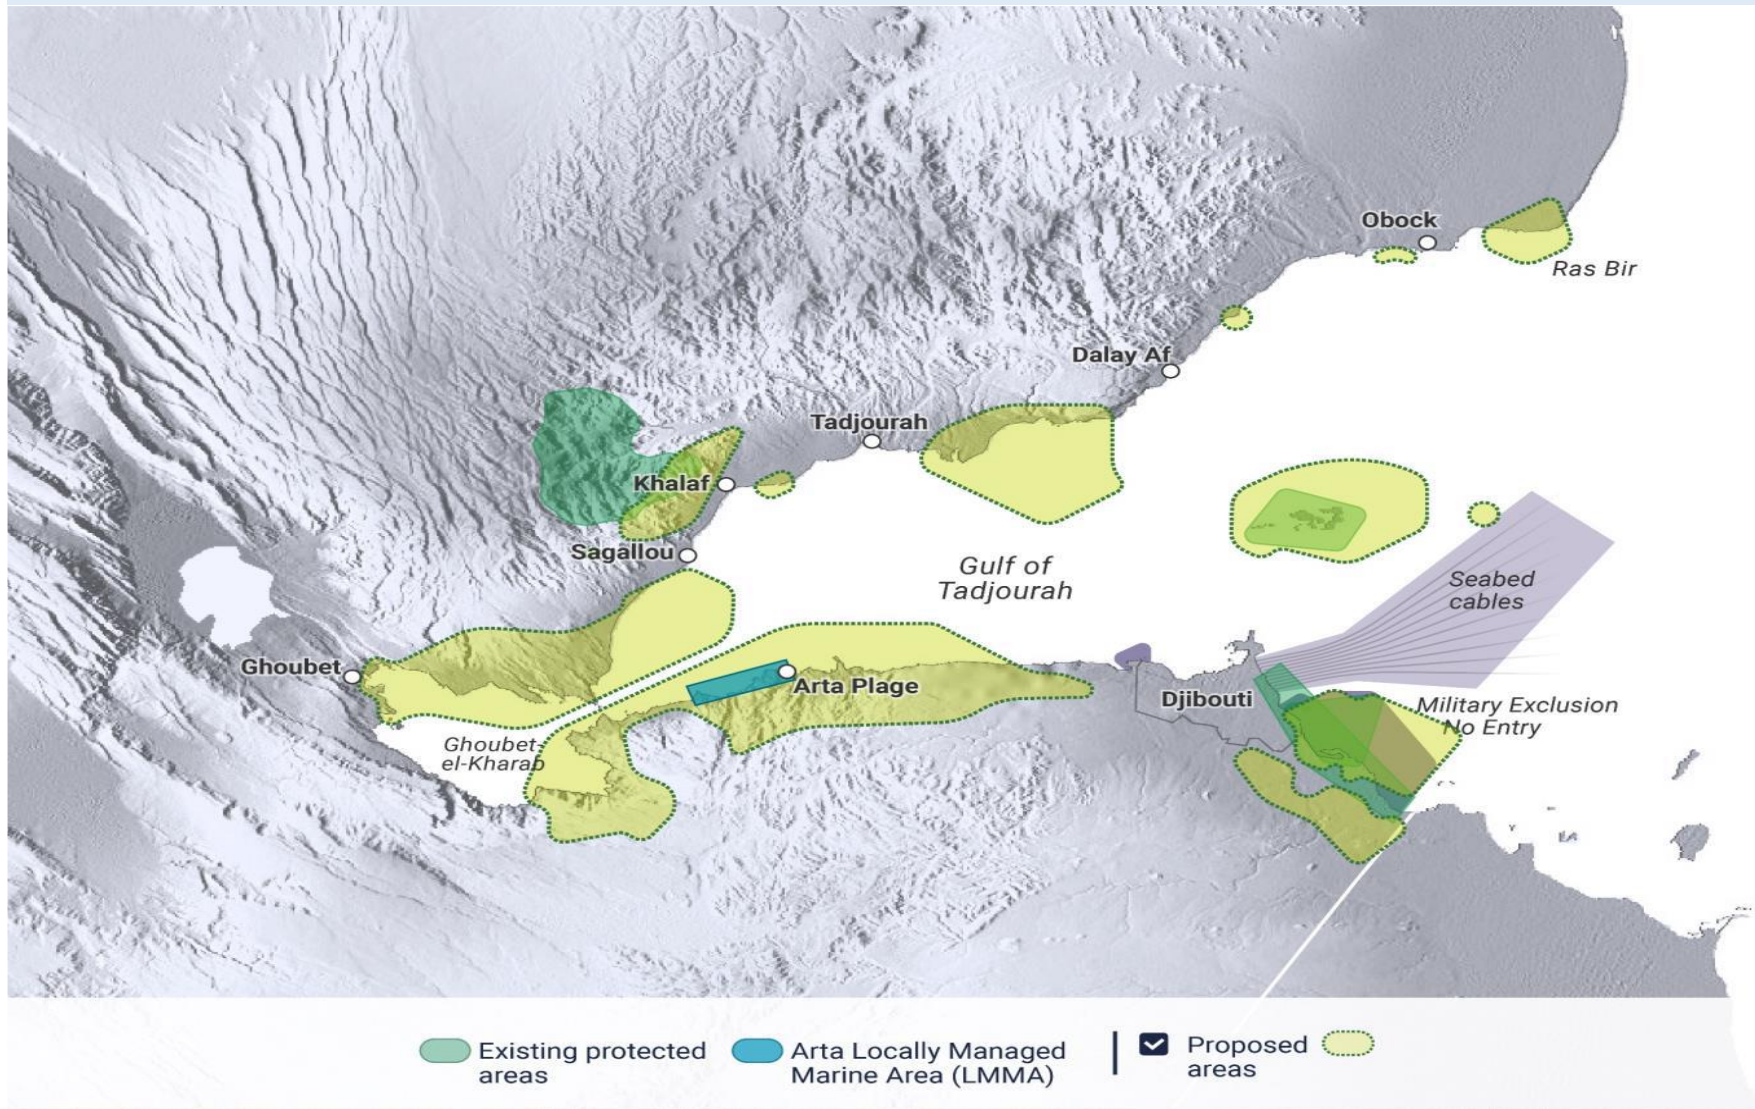 Obock
Ras Bir
Dalay Af
Tadjourah
Khalaf
Sagallou
Gulf of
Tadjourah
Seabed
cables
Ghoubet
Arta Plage
Djibouti
Military Exclusion
No Entry
Ghoubet-
el-Kharab
Existing protected
areas
Arta Locally Managed
Marine Area (LMMA)
Proposed
areas